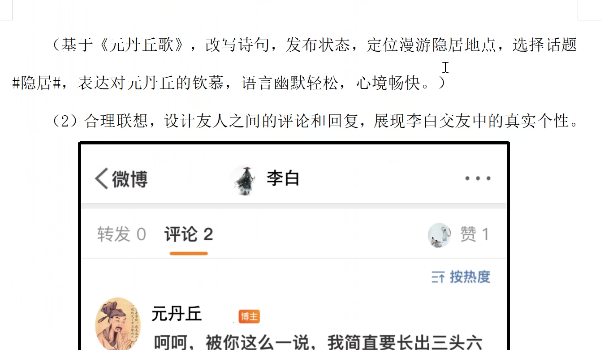 （基于《元丹丘歌》，改写诗句，发布状态，定位漫游隐居地点，选择话题
#隐居#，表达对元丹丘的钦慕，语言幽默轻松，心境畅快。）
（2）合理联想，设计友人之间的评论和回复，展现李白交友中的真实个性。
微博 李白
转发 0 评论 2 赞 1
按热度
元丹丘 博主
呵呵，被你这么一说，我简直要长出三头六